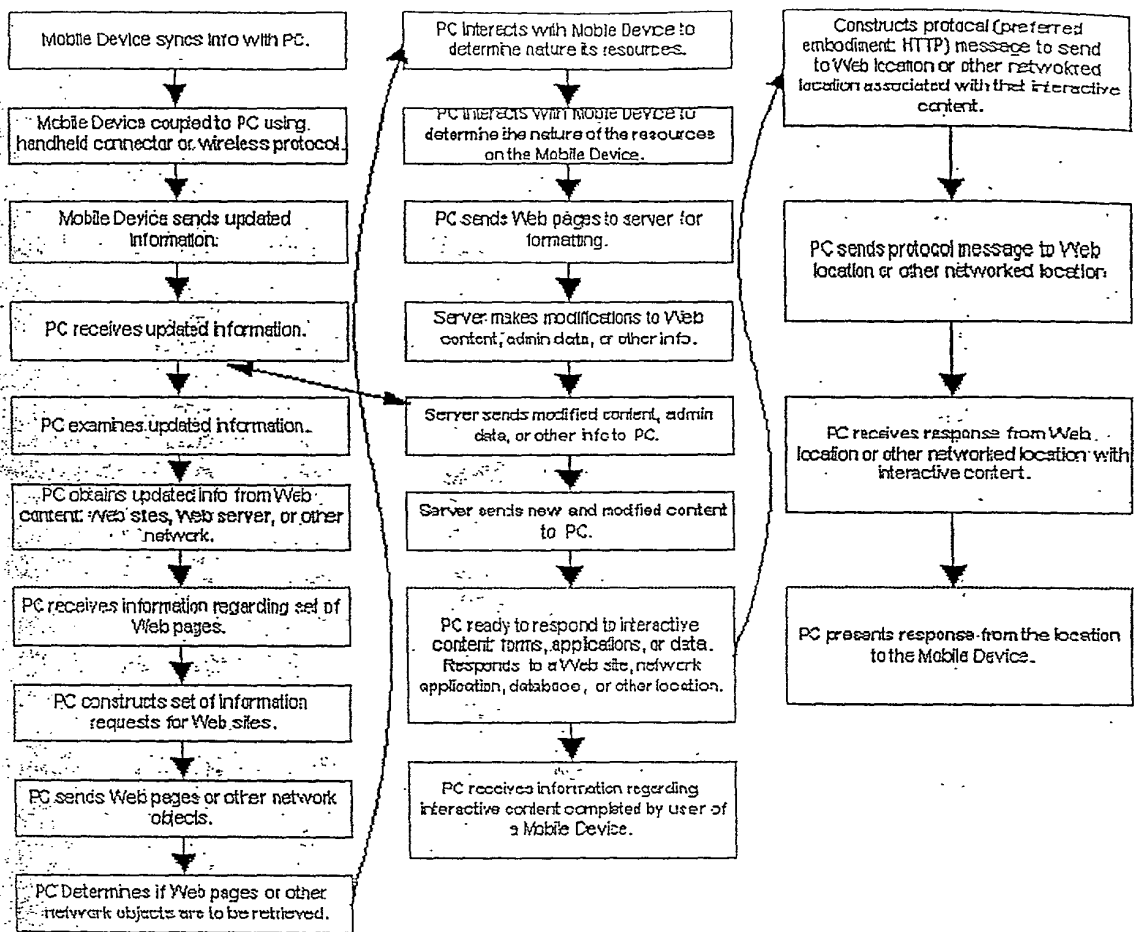 Mobile Device syncs info with PC.
Mobile Device coupled to PC using
handheld connector or wireless protocol.
Mobile Device sends updated
information.
PC receives updated information.
PC examines updated information.
PC obtains updated info from Web
content: Web sites, Web server, or other
network.
PC receives information regarding set of
Web pages.
PC constructs set of information
requests for Web sites.
PC sends Web pages or other network
objects.
PC Determines if Web pages or other
network objects are to be retrieved.
PC interacts with Mobile Device to
determine nature its resources.
PC interacts with Mobile Device to
determine the nature of the resources
on the Mobile Device.
PC sends Web pages to server for
formatting.
Server makes modifications to Web
content, admin data, or other info.
Server sends modified content, admin
data, or other info to PC.
Server sends new and modified content
to PC.
PC ready to respond to interactive
content: forms, applications, or data.
Responds to a Web site, network
application, database, or other location.
PC receives information regarding
interactive content completed by user of
a Mobile Device.
Constructs protocal (preferred
embodiment: HTTP) message to send
to Web location or other netwokred
location associated with that interactive
content.
PC sends protocol message to Web
location or other networked location
PC receives response from Web
location or other networked location with
interactive content.
PC presents response from the location
to the Mobile Device.